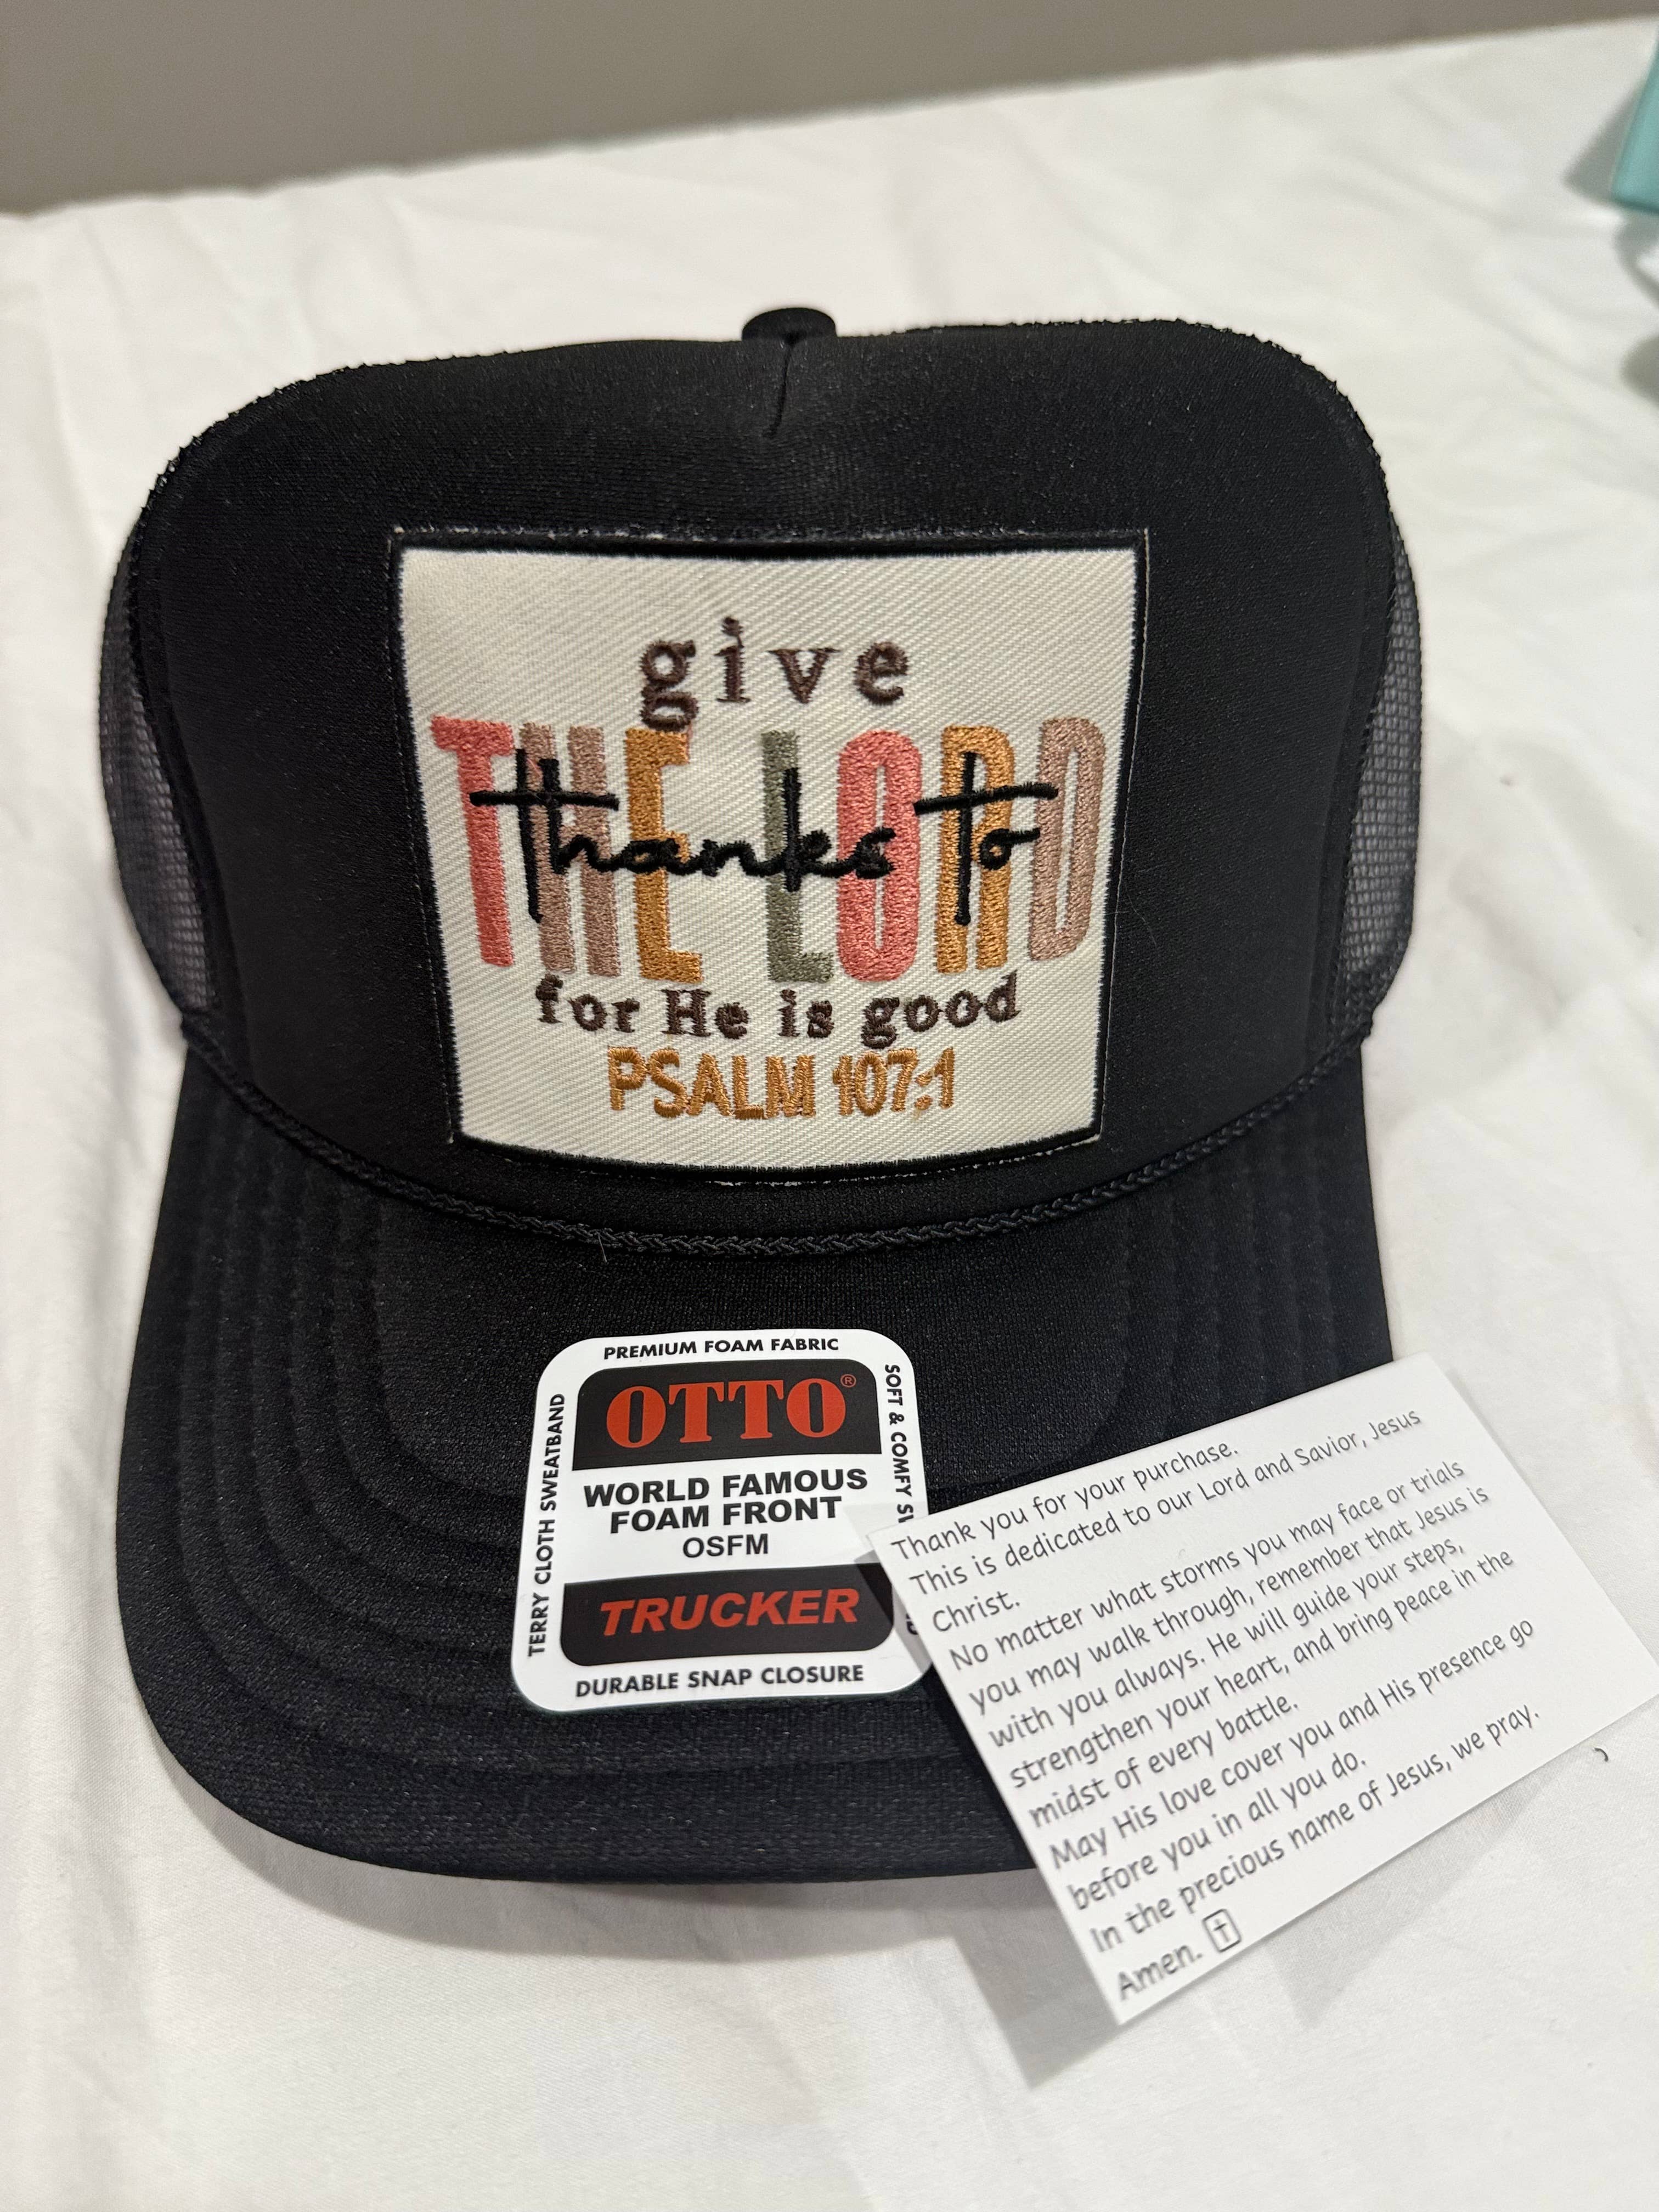 give
THE LORD
thanks to
for He is good
PSALM 107:1
PREMIUM FOAM FABRIC
OTTO®
WORLD FAMOUS
FOAM FRONT
OSFM
TRUCKER
DURABLE SNAP CLOSURE
TERRY CLOTH SWEATBAND
SOFT & COMFY
Thank you for your purchase.
This is dedicated to our Lord and Savior, Jesus
Christ.
No matter what storms you may face or trials
you may walk through, remember that Jesus is
with you always. He will guide your steps,
strengthen your heart, and bring peace in the
midst of every battle.
May His love cover you and His presence go
before you in all you do.
In the precious name of Jesus, we pray.
Amen.